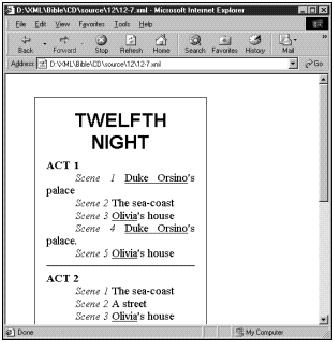 D:\XML\Bible\CD\source\12\12-7.xml - Microsoft Internet Explorer
File Edit View Favorites Tools Help
Back Forward Stop Refresh Home Search Favorites History Mail
Address D:\XML\Bible\CD\source\12\12-7.xml Go
TWELFTH
NIGHT
ACT 1
Scene 1 Duke Orsino's
palace
Scene 2 The sea-coast
Scene 3 Olivia's house
Scene 4 Duke Orsino's
palace.
Scene 5 Olivia's house
ACT 2
Scene 1 The sea-coast
Scene 2 A street
Scene 3 Olivia's house
Done My Computer